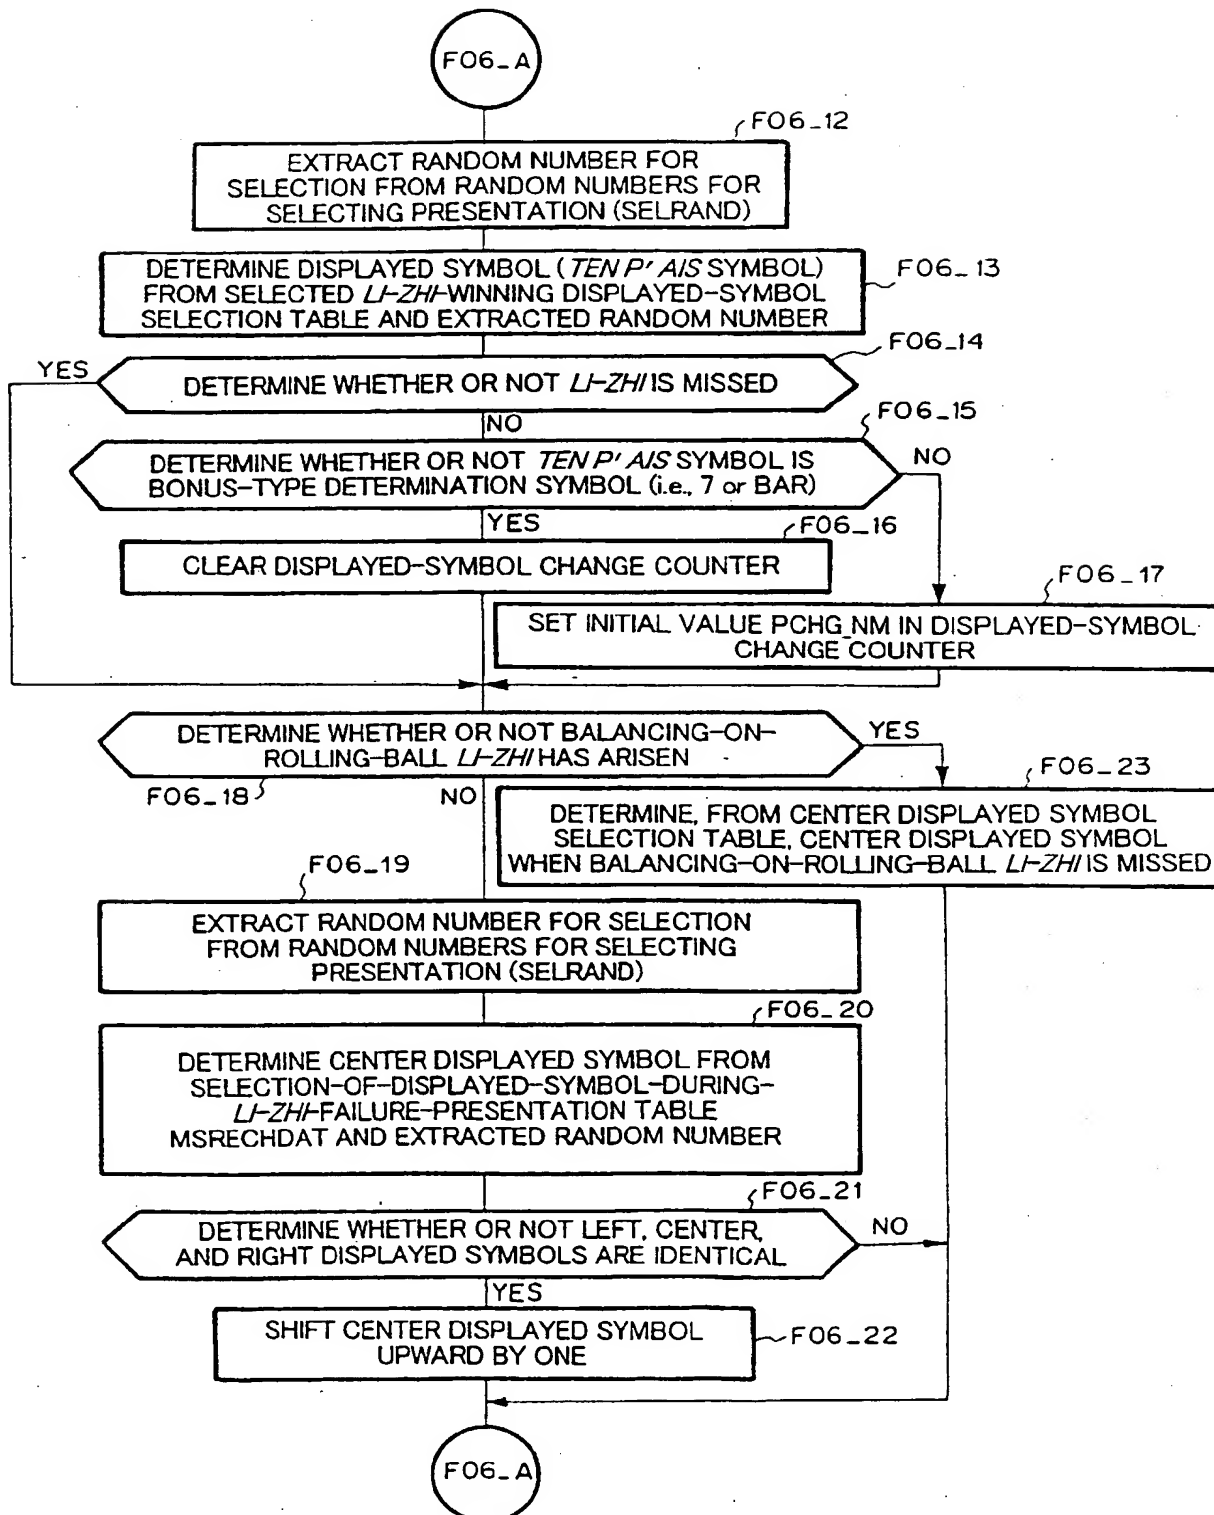 F06_A
F06_12
EXTRACT RANDOM NUMBER FOR
SELECTION FROM RANDOM NUMBERS FOR
SELECTING PRESENTATION (SELRAND)
DETERMINE DISPLAYED SYMBOL (TEN P' AIS SYMBOL)
FROM SELECTED LI-ZHI-WINNING DISPLAYED-SYMBOL
SELECTION TABLE AND EXTRACTED RANDOM NUMBER
F06_13
F06_14
YES
DETERMINE WHETHER OR NOT LI-ZHI IS MISSED
NO
F06_15
DETERMINE WHETHER OR NOT TEN P' AIS SYMBOL IS
BONUS-TYPE DETERMINATION SYMBOL (i.e., 7 or BAR)
NO
YES
F06_16
CLEAR DISPLAYED-SYMBOL CHANGE COUNTER
F06_17
SET INITIAL VALUE PCHG_NM IN DISPLAYED-SYMBOL
CHANGE COUNTER
DETERMINE WHETHER OR NOT BALANCING-ON-
ROLLING-BALL LI-ZHI HAS ARISEN
YES
F06_18
NO
F06_23
DETERMINE, FROM CENTER DISPLAYED SYMBOL
SELECTION TABLE, CENTER DISPLAYED SYMBOL
WHEN BALANCING-ON-ROLLING-BALL LI-ZHI IS MISSED
F06_19
EXTRACT RANDOM NUMBER FOR SELECTION
FROM RANDOM NUMBERS FOR SELECTING
PRESENTATION (SELRAND)
F06_20
DETERMINE CENTER DISPLAYED SYMBOL FROM
SELECTION-OF-DISPLAYED-SYMBOL-DURING-
LI-ZHI-FAILURE-PRESENTATION TABLE
MSRECHDAT AND EXTRACTED RANDOM NUMBER
F06_21
DETERMINE WHETHER OR NOT LEFT, CENTER,
AND RIGHT DISPLAYED SYMBOLS ARE IDENTICAL
NO
YES
SHIFT CENTER DISPLAYED SYMBOL
UPWARD BY ONE
F06_22
F06_A